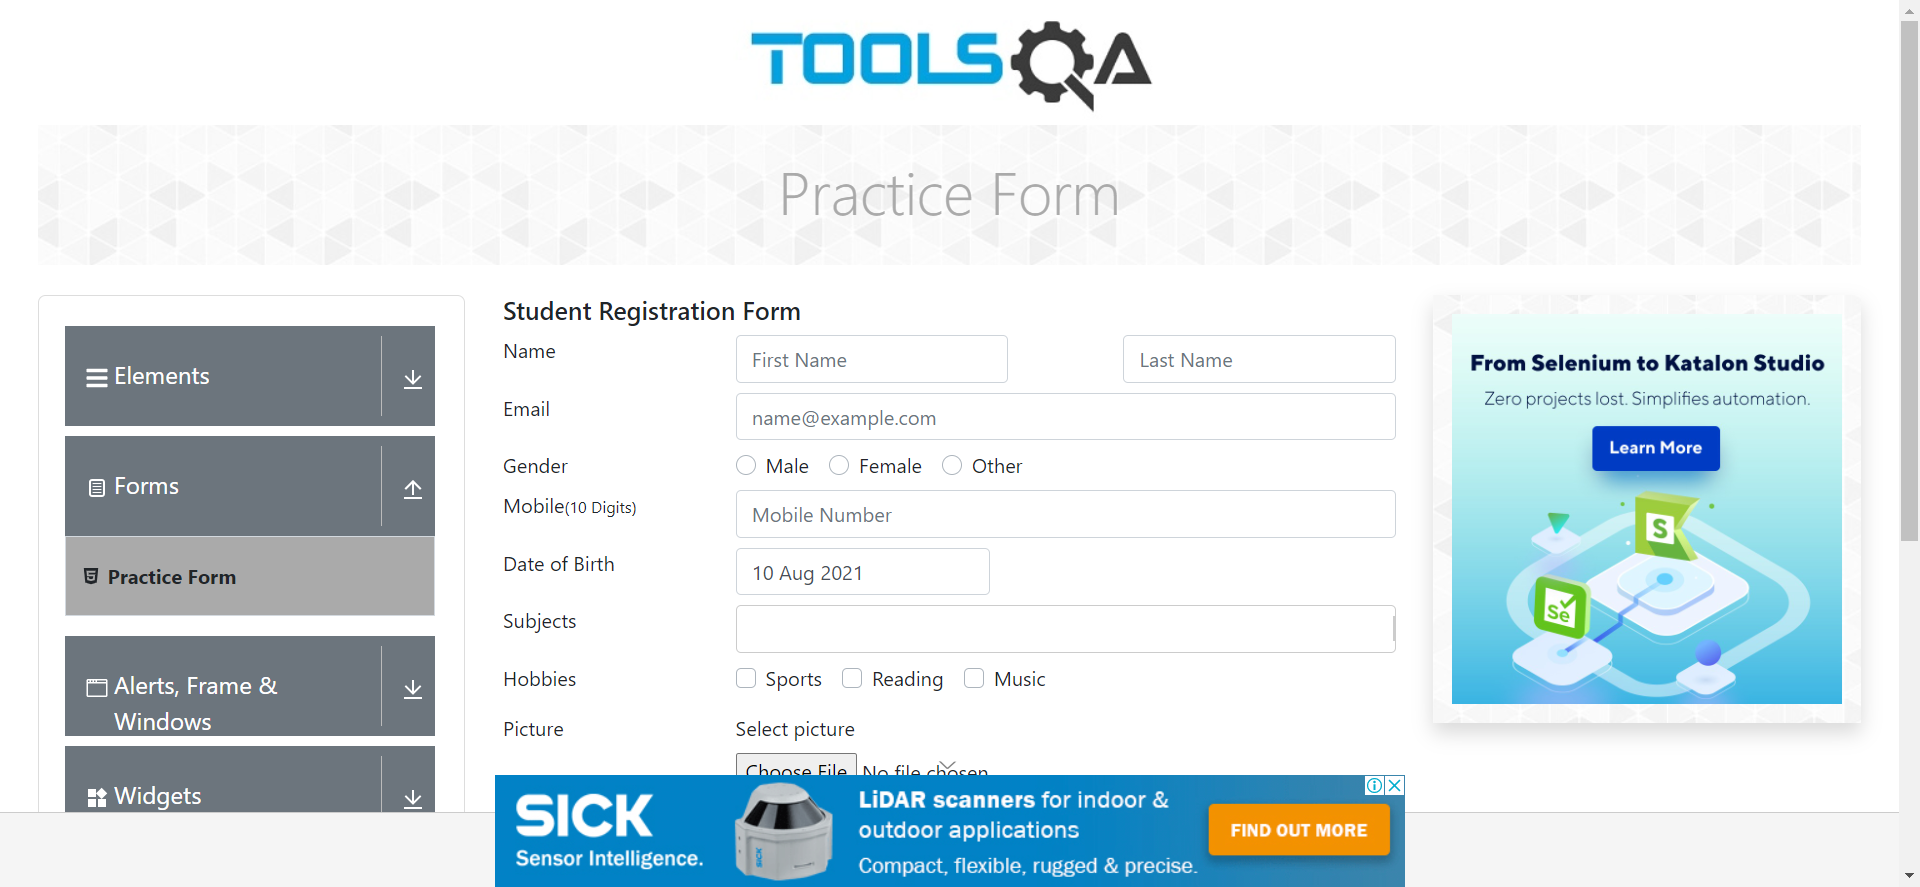 TOOLSQA
Practice Form
Elements
Forms
Practice Form
Alerts, Frame &
Windows
Widgets
Student Registration Form
Name
First Name
Last Name
Email
name@example.com
Gender
Male
Female
Other
Mobile(10 Digits)
Mobile Number
Date of Birth
10 Aug 2021
Subjects
Hobbies
Sports
Reading
Music
Picture
Select picture
Choose File
No file chosen
From Selenium to Katalon Studio
Zero projects lost. Simplifies automation.
Learn More
S
Se
SICK
Sensor Intelligence.
SICK
LiDAR scanners for indoor &
outdoor applications
Compact, flexible, rugged & precise.
FIND OUT MORE